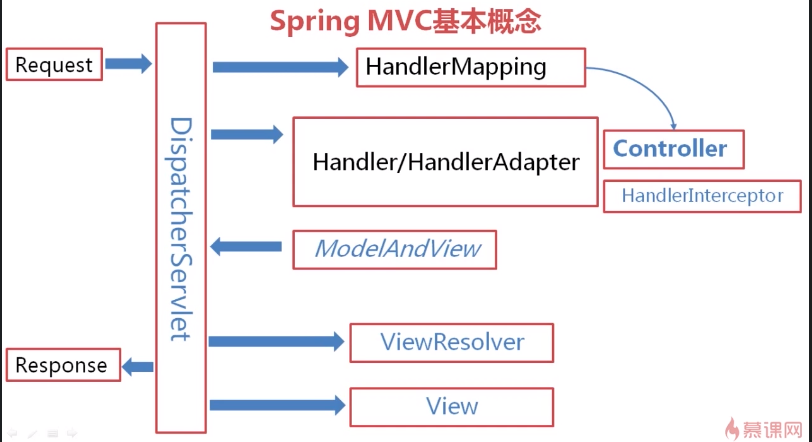 Spring MVC基本概念
Request
HandlerMapping
DispatcherServlet
Handler/HandlerAdapter
Controller
HandlerInterceptor
ModelAndView
ViewResolver
Response
View
慕课网